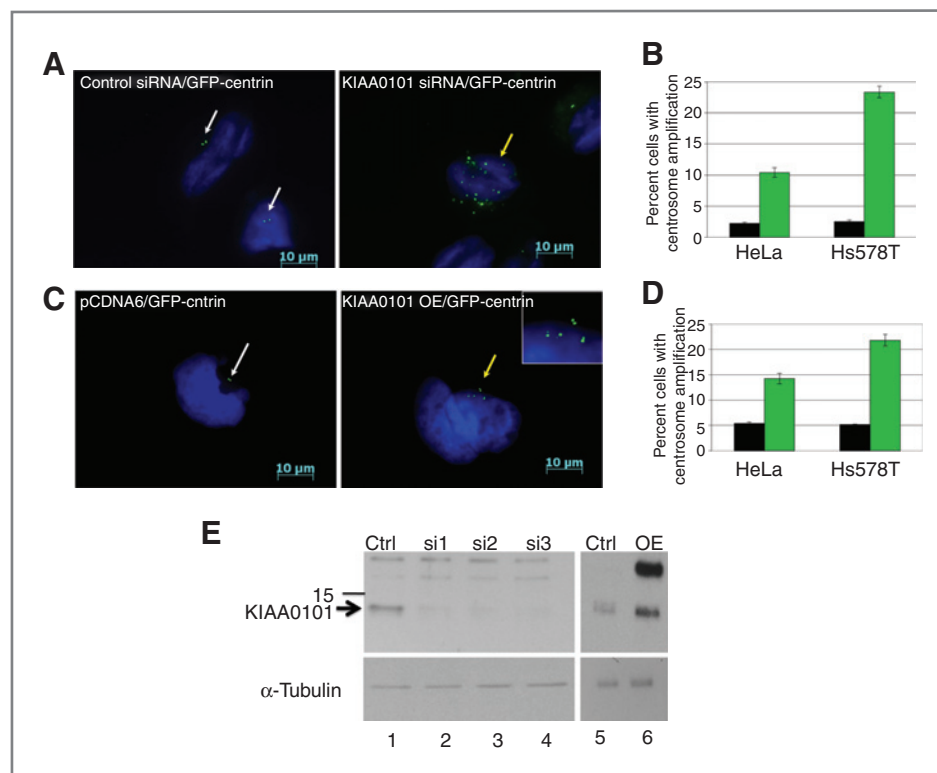 A
Control siRNA/GFP-centrin
10 µm
KIAA0101 siRNA/GFP-centrin
10 µm
B
Percent cells with
centrosome amplification
25
20
15
10
5
0
HeLa
Hs578T
C
pCDNA6/GFP-cntrin
10 µm
KIAA0101 OE/GFP-centrin
10 µm
D
Percent cells with
centrosome amplification
25
20
15
10
5
0
HeLa
Hs578T
E
Ctrl si1 si2 si3 Ctrl OE
15
KIAA0101
α-Tubulin
1 2 3 4 5 6